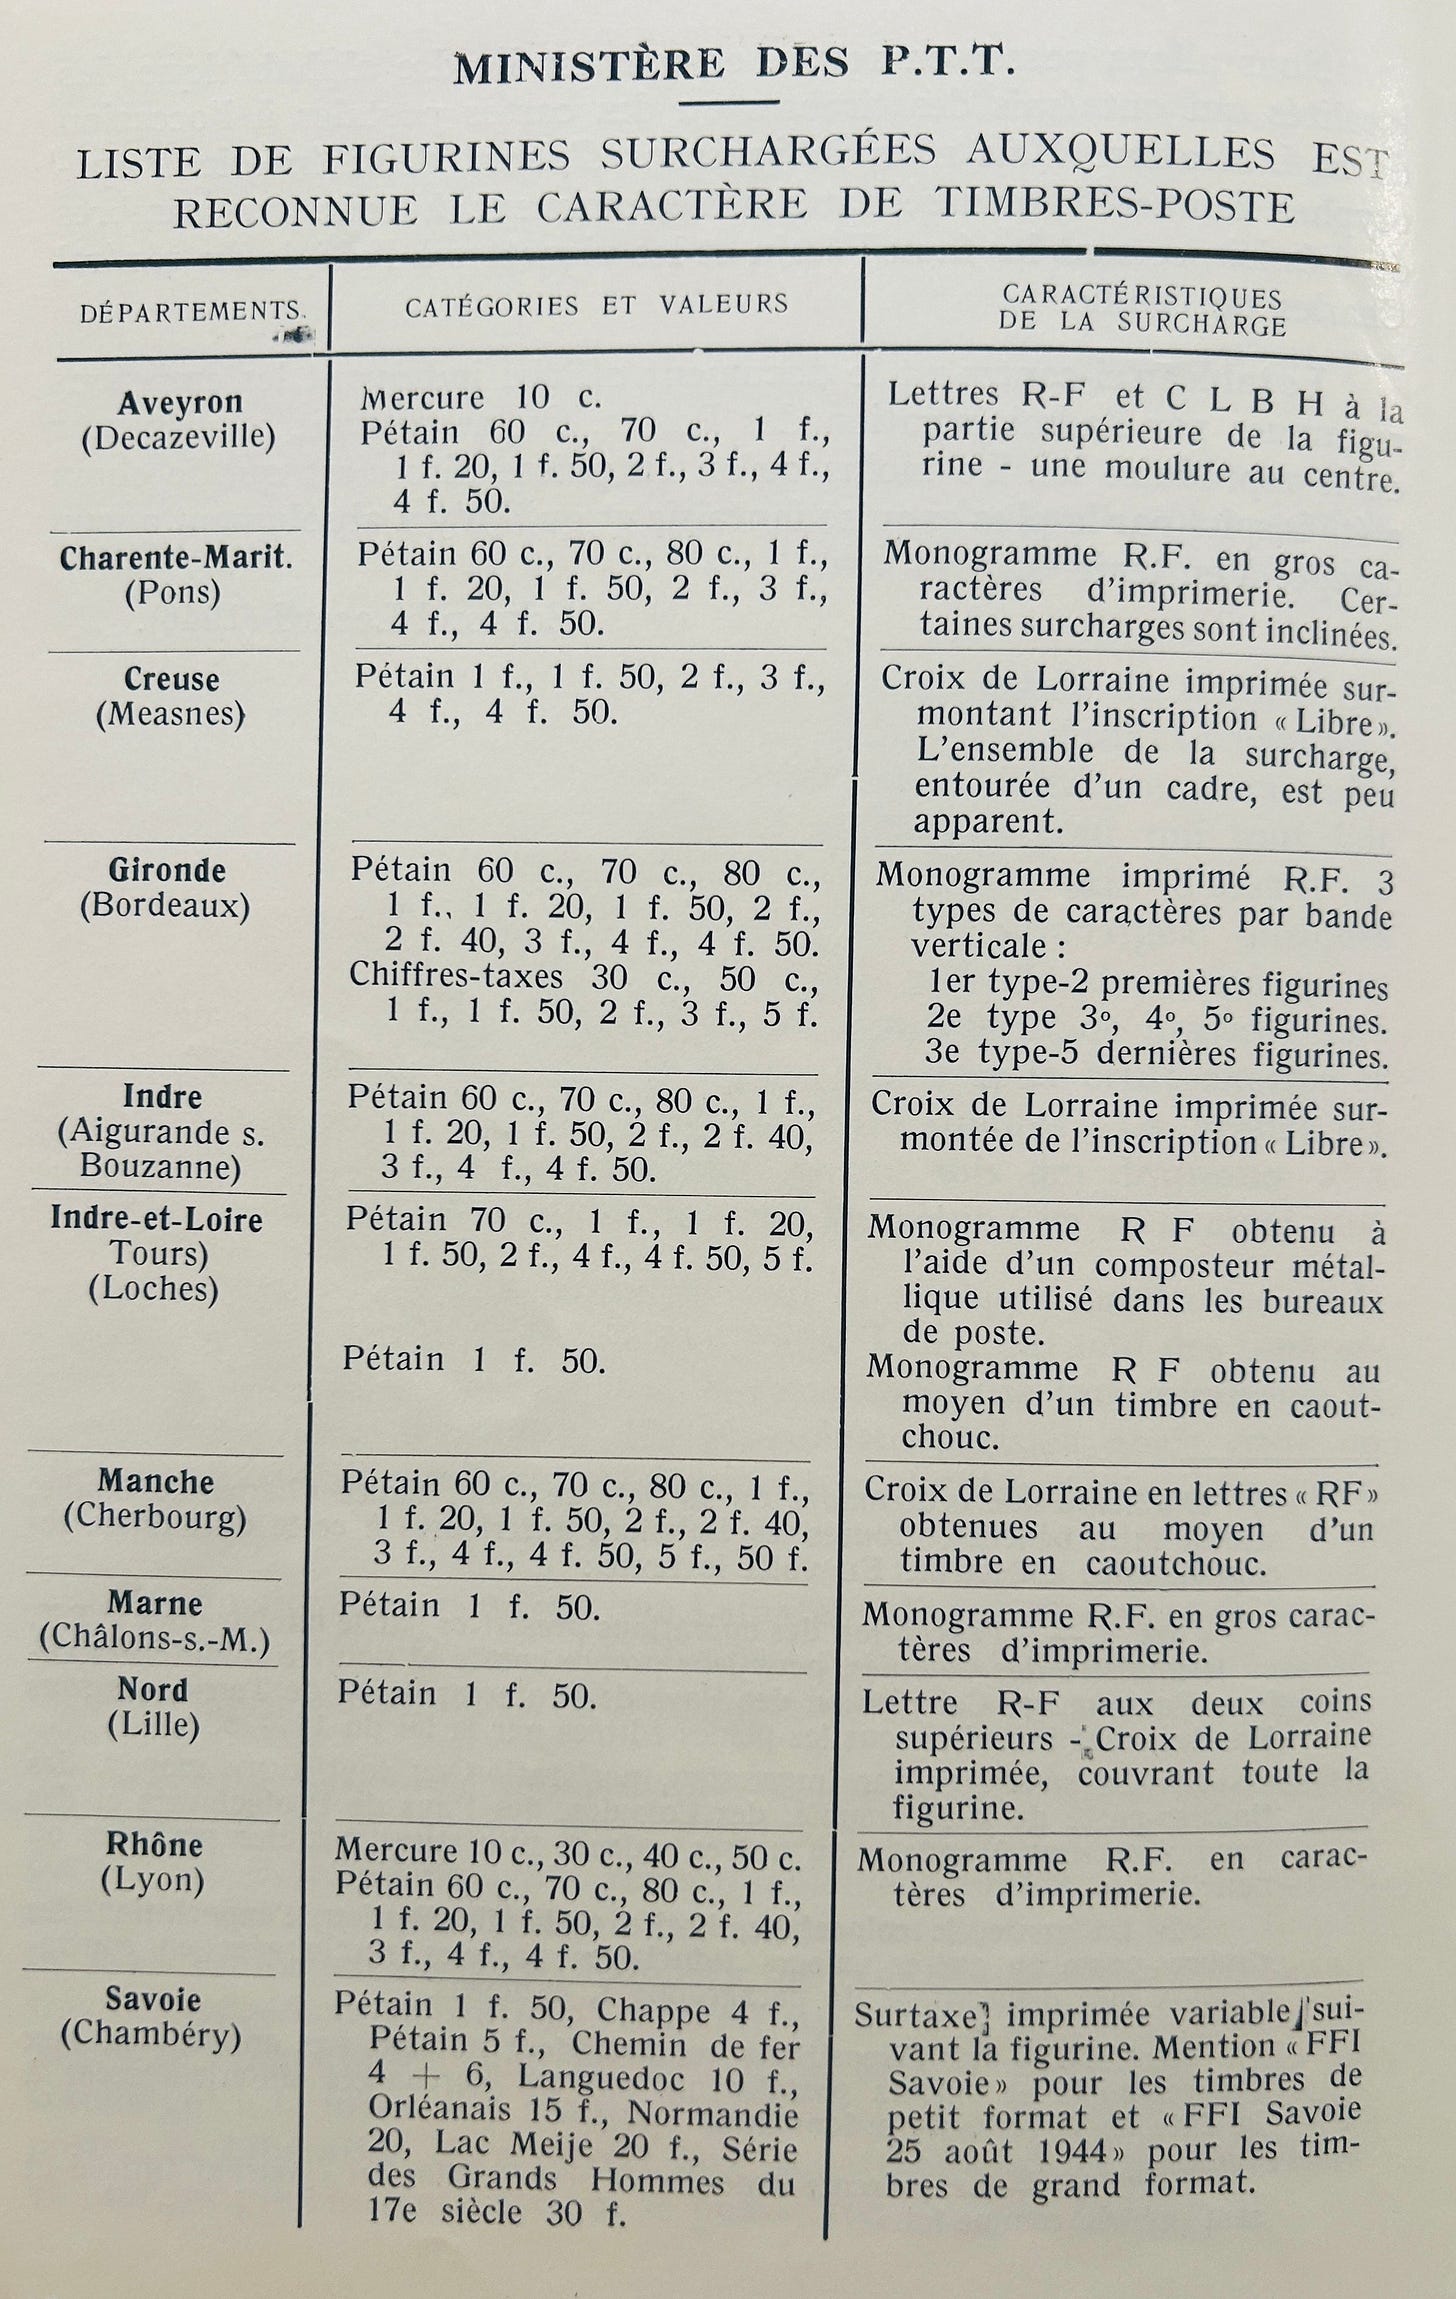 MINISTÈRE DES P.T.T.
LISTE DE FIGURINES SURCHARGÉES AUXQUELLES EST
RECONNUE LE CARACTÈRE DE TIMBRES-POSTE
DÉPARTEMENTS.
CATÉGORIES ET VALEURS
CARACTÉRISTIQUES
DE LA SURCHARGE
Aveyron
(Decazeville)
Mercure 10 c.
Pétain 60 c., 70 c., 1 f.,
1 f. 20, 1 f. 50, 2 f., 3 f., 4 f.,
4 f. 50.
Lettres R-F et C L B H à la
partie supérieure de la figu-
rine - une moulure au centre.
Charente-Marit.
(Pons)
Pétain 60 c., 70 c., 80 c., 1 f.,
1 f. 20, 1 f. 50, 2 f., 3 f.,
4 f., 4 f. 50.
Monogramme R.F. en gros ca-
ractères d'imprimerie. Cer-
taines surcharges sont inclinées.
Creuse
(Measnes)
Pétain 1 f., 1 f. 50, 2 f., 3 f.,
4 f., 4 f. 50.
Croix de Lorraine imprimée sur-
montant l'inscription « Libre ».
L'ensemble de la surcharge,
entourée d'un cadre, est peu
apparent.
Gironde
(Bordeaux)
Pétain 60 c., 70 c., 80 c.,
1 f., 1 f. 20, 1 f. 50, 2 f.,
2 f. 40, 3 f., 4 f., 4 f. 50.
Chiffres-taxes 30 c., 50 c.,
1 f., 1 f. 50, 2 f., 3 f., 5 f.
Monogramme imprimé R.F. 3
types de caractères par bande
verticale :
1er type-2 premières figurines
2e type 3º, 4º, 5º figurines.
3e type-5 dernières figurines.
Indre
(Aigurande s.
Bouzanne)
Pétain 60 c., 70 c., 80 c., 1 f.,
1 f. 20, 1 f. 50, 2 f., 2 f. 40,
3 f., 4 f., 4 f. 50.
Croix de Lorraine imprimée sur-
montée de l'inscription « Libre ».
Indre-et-Loire
Tours)
(Loches)
Pétain 70 c., 1 f., 1 f. 20,
1 f. 50, 2 f., 4 f., 4 f. 50, 5 f.
Pétain 1 f. 50.
Monogramme R F obtenu à
l'aide d'un composteur métal-
lique utilisé dans les bureaux
de poste.
Monogramme R F obtenu au
moyen d'un timbre en caout-
chouc.
Manche
(Cherbourg)
Pétain 60 c., 70 c., 80 c., 1 f.,
1 f. 20, 1 f. 50, 2 f., 2 f. 40,
3 f., 4 f., 4 f. 50, 5 f., 50 f.
Croix de Lorraine en lettres « RF »
obtenues au moyen d'un
timbre en caoutchouc.
Marne
(Châlons-s.-M.)
Pétain 1 f. 50.
Monogramme R.F. en gros carac-
tères d'imprimerie.
Nord
(Lille)
Pétain 1 f. 50.
Lettre R-F aux deux coins
supérieurs - Croix de Lorraine
imprimée, couvrant toute la
figurine.
Rhône
(Lyon)
Mercure 10 c., 30 c., 40 c., 50 c.
Pétain 60 c., 70 c., 80 c., 1 f.,
1 f. 20, 1 f. 50, 2 f., 2 f. 40,
3 f., 4 f., 4 f. 50.
Monogramme R.F. en carac-
tères d'imprimerie.
Savoie
(Chambéry)
Pétain 1 f. 50, Chappe 4 f.,
Pétain 5 f., Chemin de fer
4 + 6, Languedoc 10 f.,
Orléanais 15 f., Normandie
20, Lac Meije 20 f., Série
des Grands Hommes du
17e siècle 30 f.
Surtaxe imprimée variable sui-
vant la figurine. Mention « FFI
Savoie » pour les timbres de
petit format et « FFI Savoie
25 août 1944 » pour les tim-
bres de grand format.